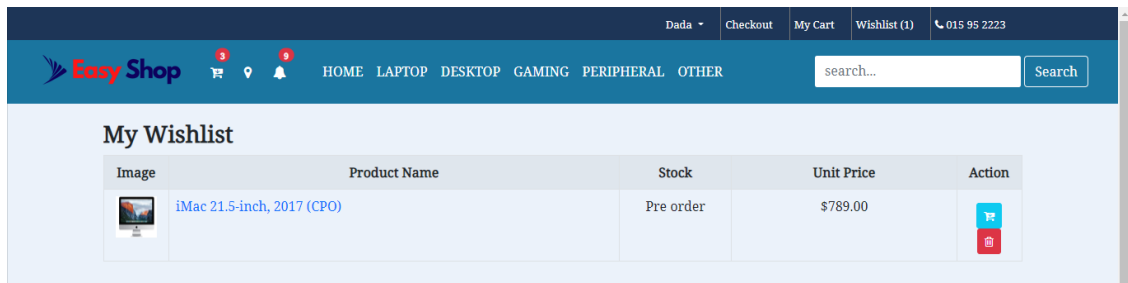 Dada Checkout My Cart Wishlist (1) 015 95 2223
Easy Shop 3 9 HOME LAPTOP DESKTOP GAMING PERIPHERAL OTHER search... Search
My Wishlist
Image Product Name Stock Unit Price Action
iMac 21.5-inch, 2017 (CPO) Pre order $789.00